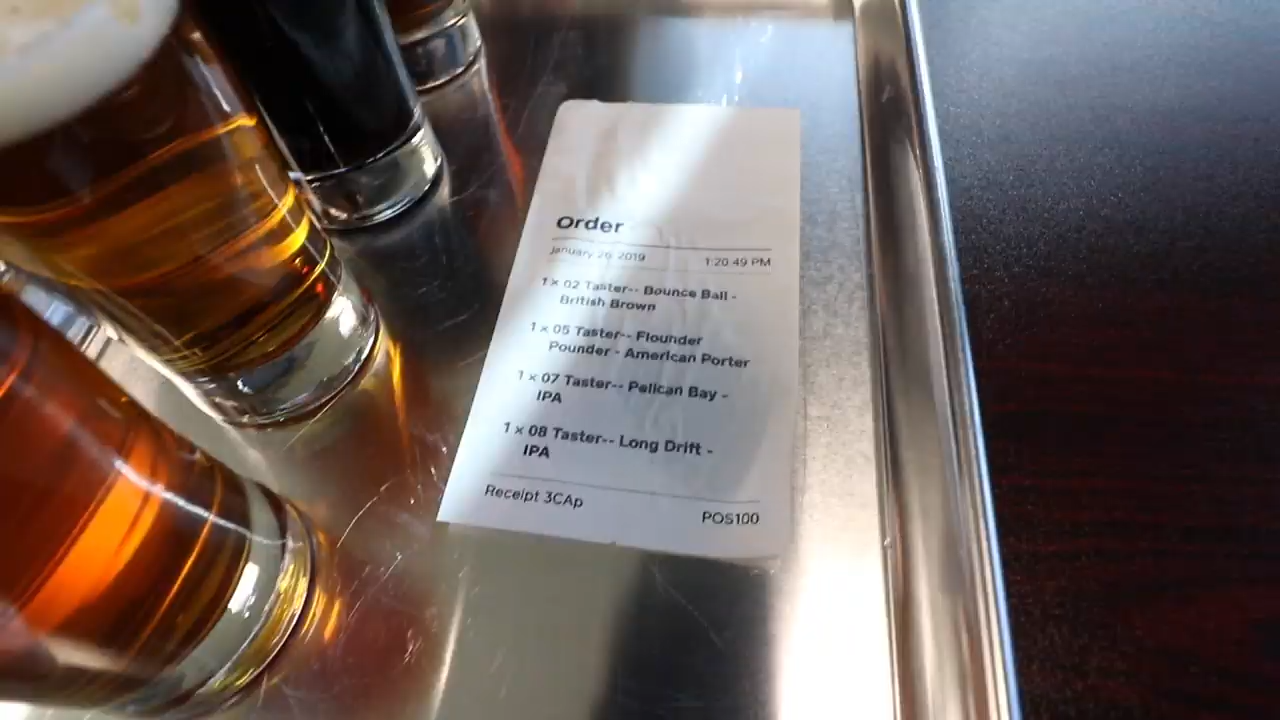 Order
January 26 2019 1:20:49 PM
1 x 02 Taster-- Bounce Ball -
British Brown
1 x 05 Taster-- Flounder
Pounder - American Porter
1 x 07 Taster-- Pelican Bay -
IPA
1 x 08 Taster-- Long Drift -
IPA
Receipt 3CAp
POS100